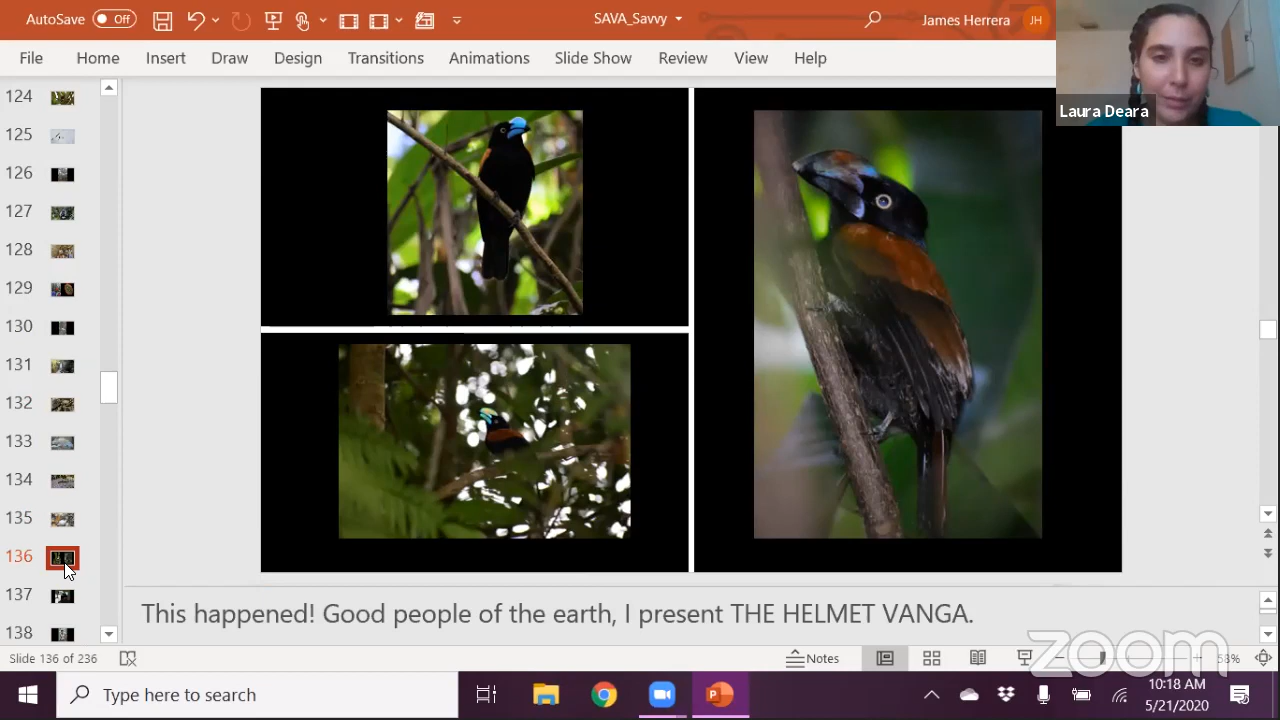 AutoSave Off SAVA_Savvy James Herrera JH
File Home Insert Draw Design Transitions Animations Slide Show Review View Help
Laura Deara
124
125
126
127
128
129
130
131
132
133
134
135
136
137
138
This happened! Good people of the earth, I present THE HELMET VANGA.
Slide 136 of 236 Notes 53%
zoom
Type here to search
10:18 AM
5/21/2020